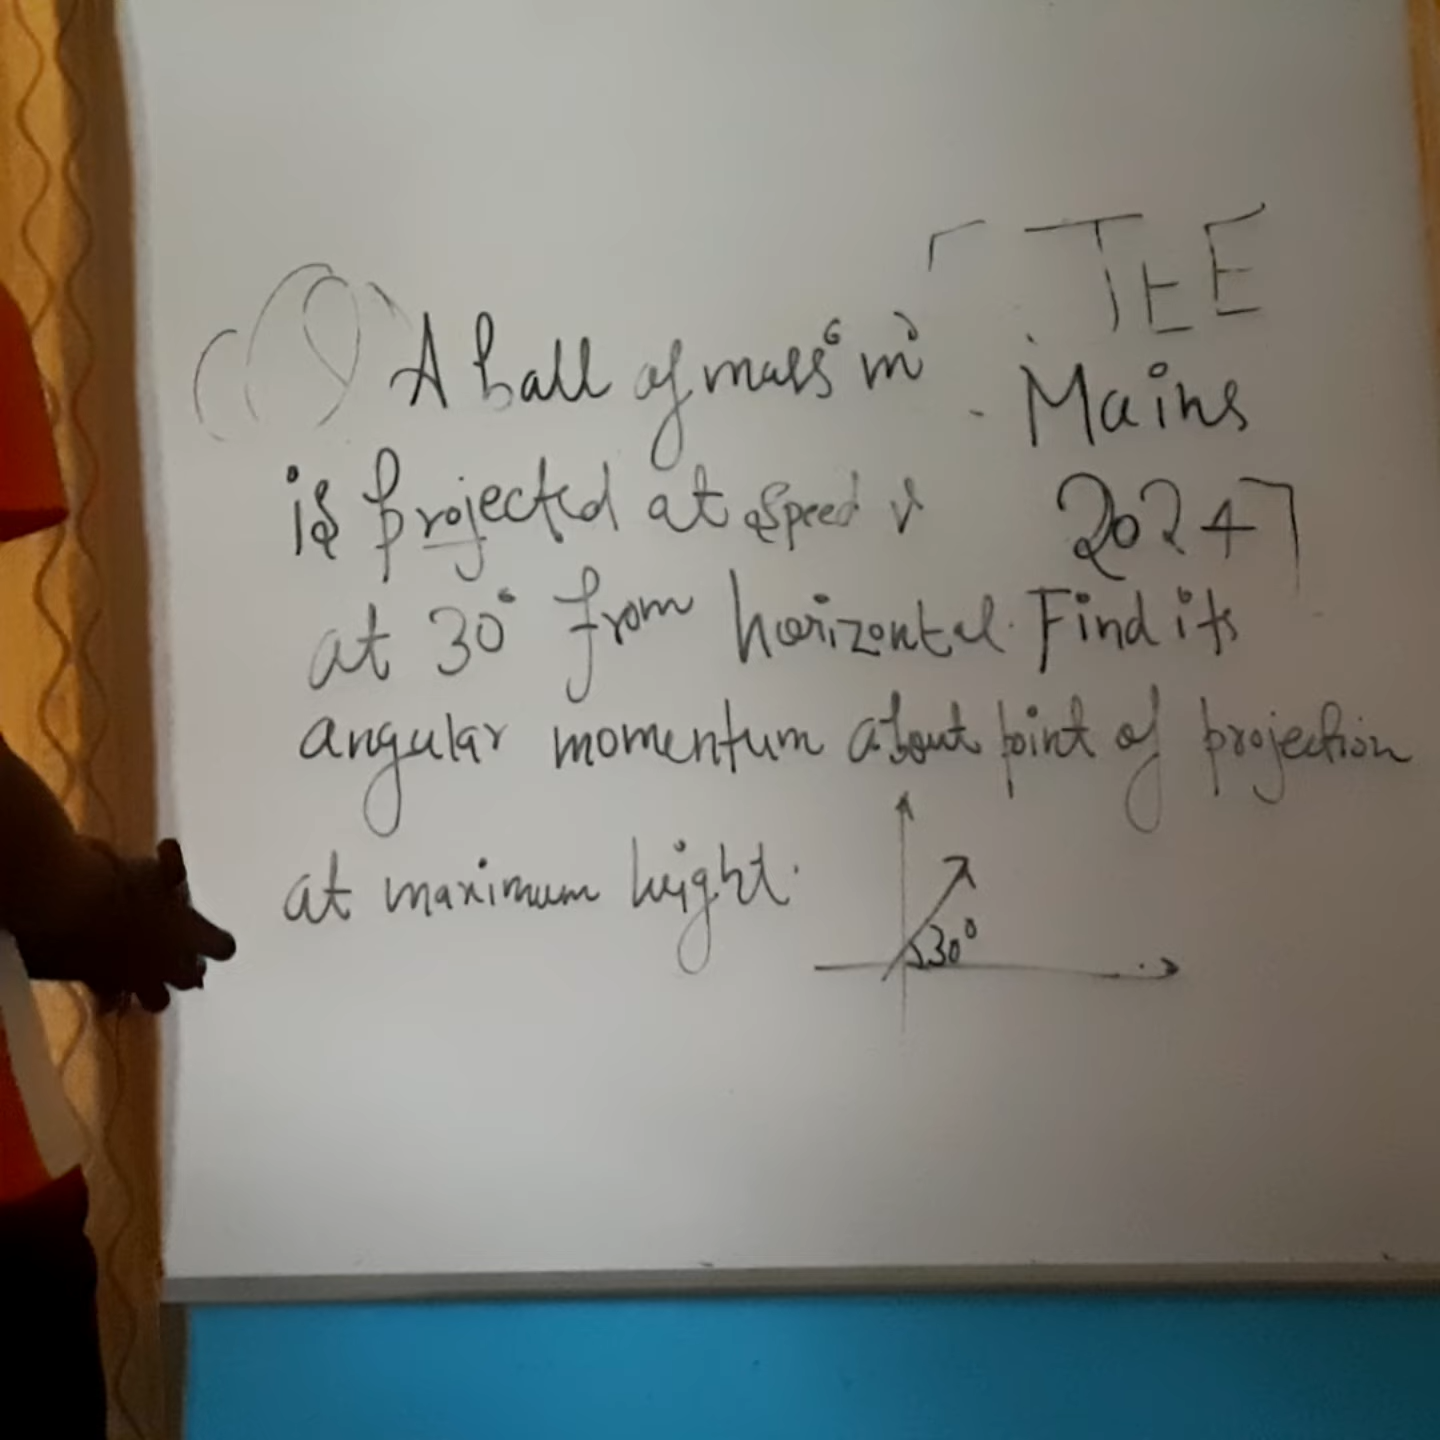 [JEE
A ball of mass 'm'
Mains
is projected at speed v
2024]
at 30° from horizontal. Find its
angular momentum about point of projection
at maximum height.
30°